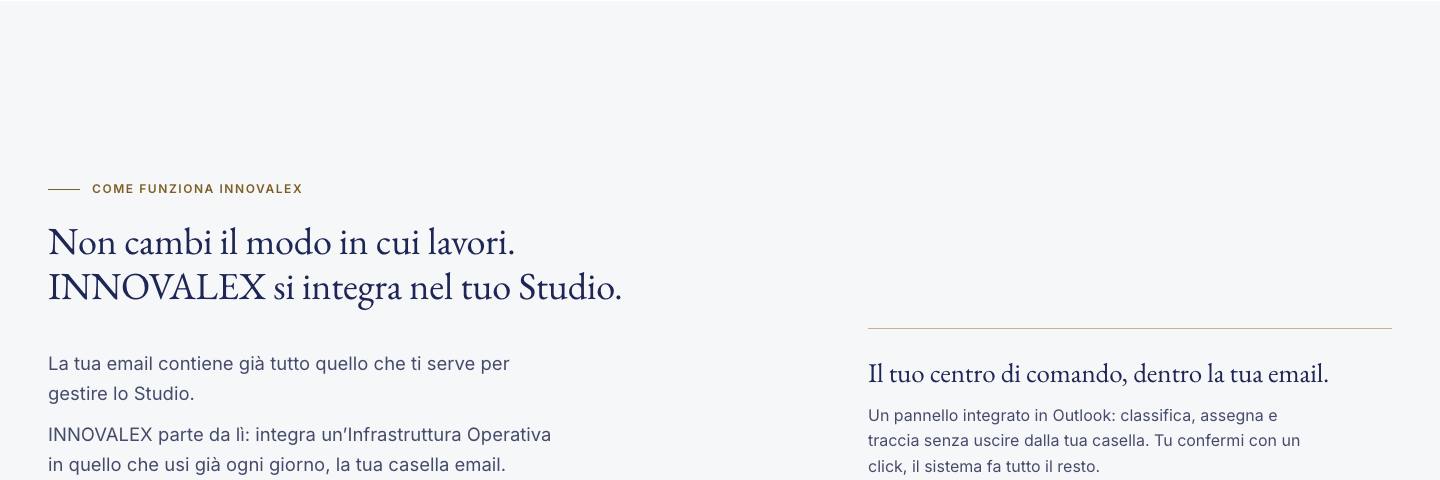 COME FUNZIONA INNOVALEX
Non cambi il modo in cui lavori.
INNOVALEX si integra nel tuo Studio.
La tua email contiene già tutto quello che ti serve per
gestire lo Studio.
INNOVALEX parte da lì: integra un’Infrastruttura Operativa
in quello che usi già ogni giorno, la tua casella email.
Il tuo centro di comando, dentro la tua email.
Un pannello integrato in Outlook: classifica, assegna e
traccia senza uscire dalla tua casella. Tu confermi con un
click, il sistema fa tutto il resto.